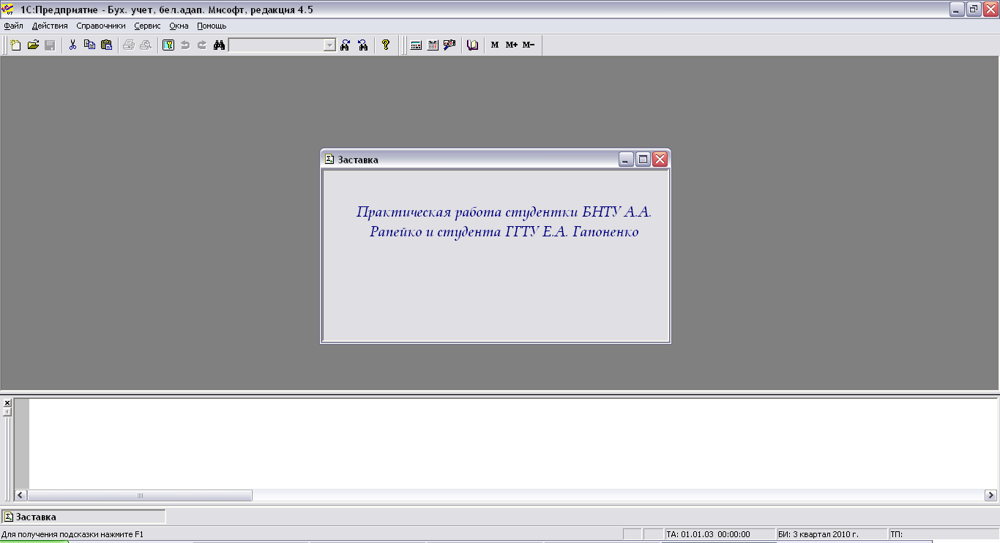 1С:Предприятие - Бух. учет, бел.адап. Мисофт, редакция 4.5
Файл Действия Справочники Сервис Окна Помощь
M M+ M-
Заставка
Практическая работа студентки БНТУ А.А.
Рапейко и студента ГГТУ Е.А. Гапоненко
Заставка
Для получения подсказки нажмите F1 ТА: 01.01.03 00:00:00 БИ: 3 квартал 2010 г. ТП: